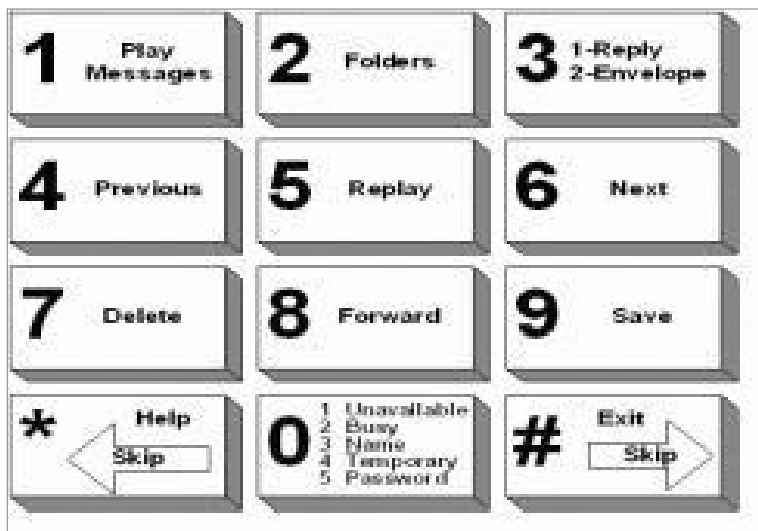 1 Play
Messages
2 Folders
3 1-Reply
2-Envelope
4 Previous
5 Replay
6 Next
7 Delete
8 Forward
9 Save
* Help
Skip
0
1 Unavailable
2 Busy
3 Name
4 Temporary
5 Password
# Exit
Skip